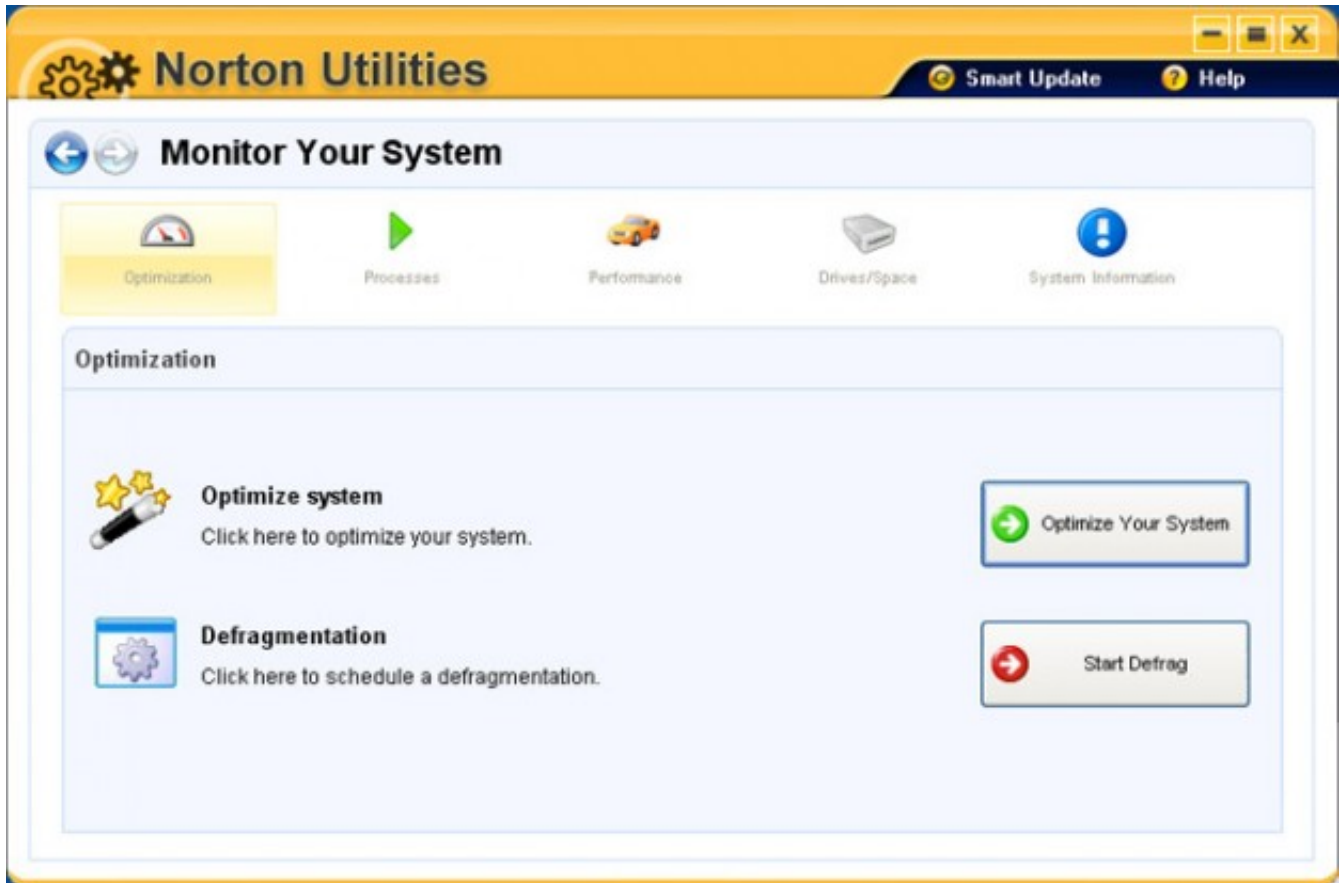 Norton Utilities
Smart Update
Help
Monitor Your System
Optimization
Processes
Performance
Drives/Space
System Information
Optimization
Optimize system
Click here to optimize your system.
Optimize Your System
Defragmentation
Click here to schedule a defragmentation.
Start Defrag